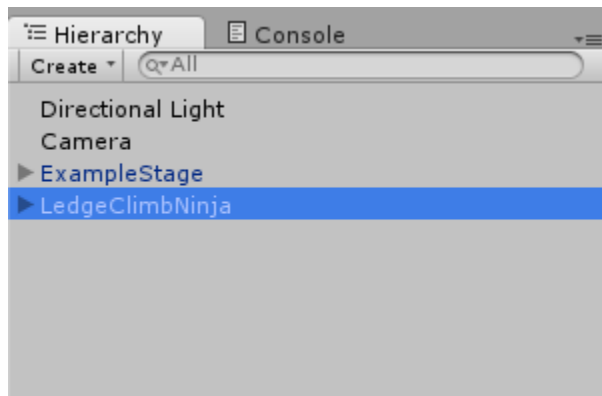 Hierarchy Console
Create All
Directional Light
Camera
ExampleStage
LedgeClimbNinja